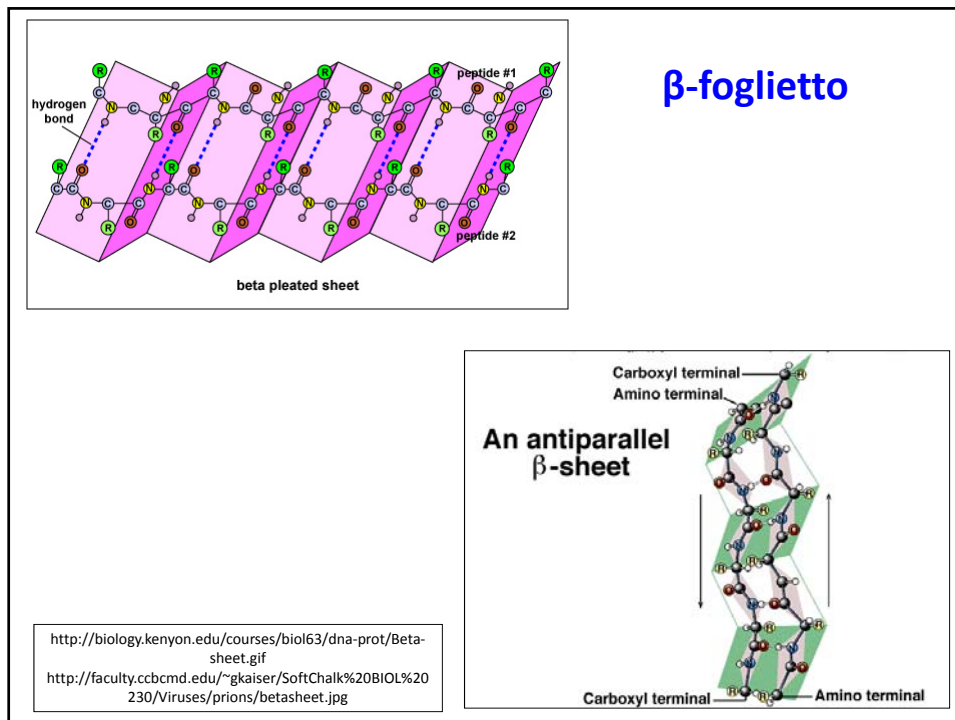 β-foglietto
peptide #1
hydrogen
bond
peptide #2
beta pleated sheet
Carboxyl terminal
Amino terminal
An antiparallel
β-sheet
Carboxyl terminal
Amino terminal
http://biology.kenyon.edu/courses/biol63/dna-prot/Beta-
sheet.gif
http://faculty.ccbcmd.edu/~gkaiser/SoftChalk%20BIOL%20
230/Viruses/prions/betasheet.jpg